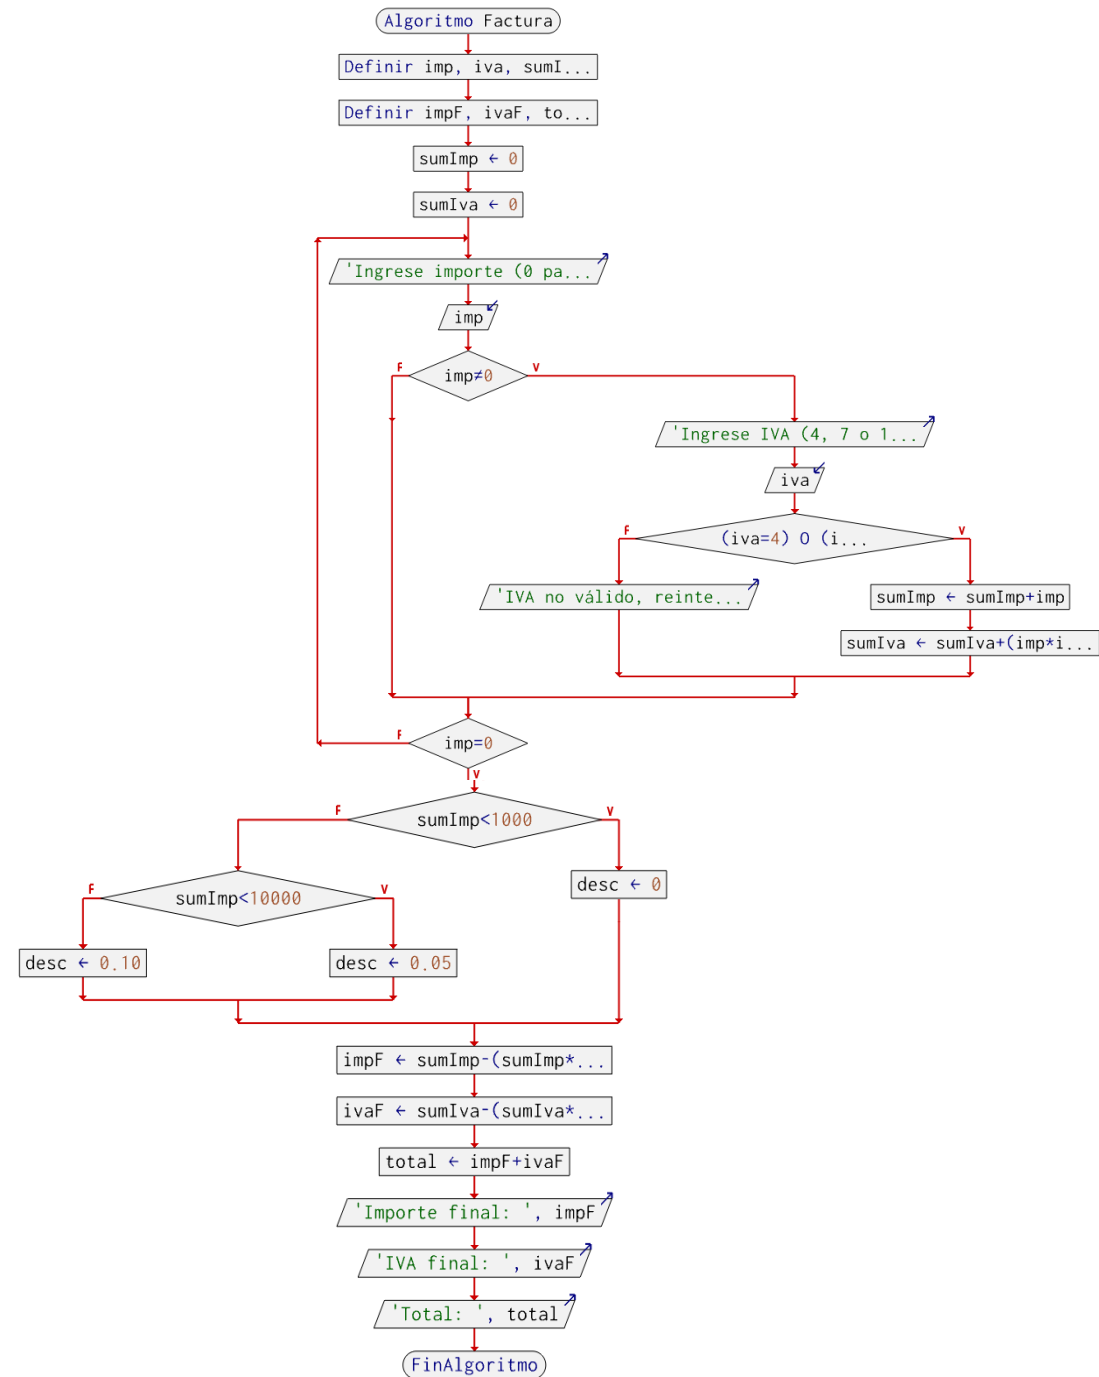 Algoritmo Factura
Definir imp, iva, sumI...
Definir impF, ivaF, to...
sumImp ← 0
sumIva ← 0
'Ingrese importe (0 pa...
imp
F
imp≠0
V
'Ingrese IVA (4, 7 o 1...
iva
F
(iva=4) O (i...
V
'IVA no válido, reinte...
sumImp ← sumImp+imp
sumIva ← sumIva+(imp*i...
F
imp=0
V
F
sumImp<1000
V
desc ← 0
F
sumImp<10000
V
desc ← 0.10
desc ← 0.05
impF ← sumImp-(sumImp*...
ivaF ← sumIva-(sumIva*...
total ← impF+ivaF
'Importe final: ', impF
'IVA final: ', ivaF
'Total: ', total
FinAlgoritmo